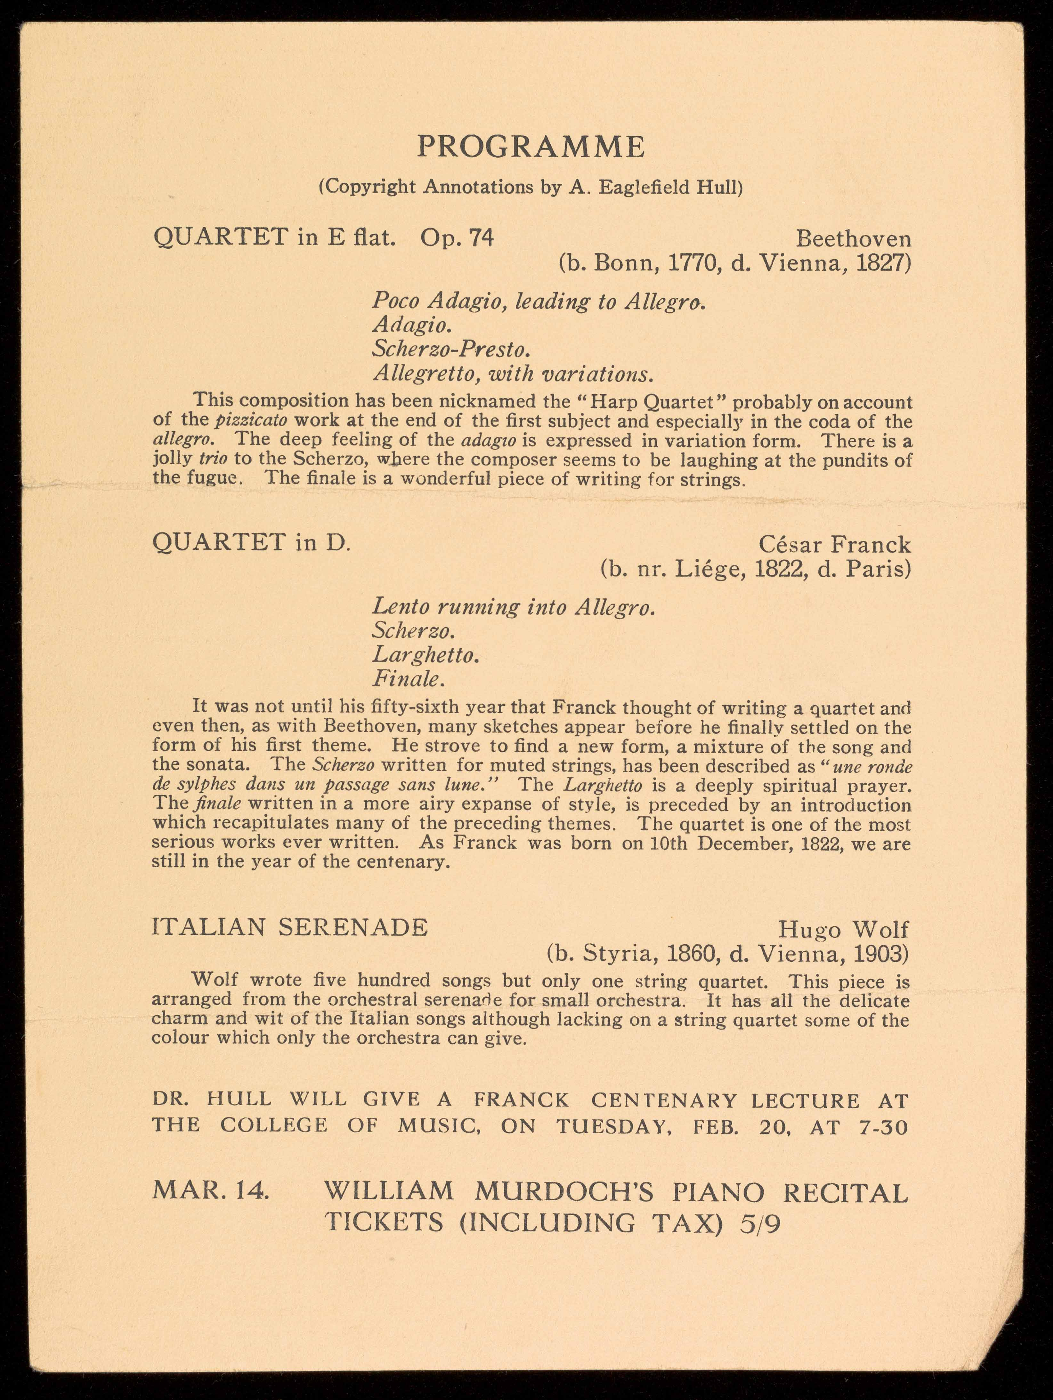 PROGRAMME
(Copyright Annotations by A. Eaglefield Hull)
QUARTET in E flat. Op. 74 Beethoven
(b. Bonn, 1770, d. Vienna, 1827)
Poco Adagio, leading to Allegro.
Adagio.
Scherzo-Presto.
Allegretto, with variations.
This composition has been nicknamed the "Harp Quartet" probably on account
of the pizzicato work at the end of the first subject and especially in the coda of the
allegro. The deep feeling of the adagio is expressed in variation form. There is a
jolly trio to the Scherzo, where the composer seems to be laughing at the pundits of
the fugue. The finale is a wonderful piece of writing for strings.
QUARTET in D. César Franck
(b. nr. Liége, 1822, d. Paris)
Lento running into Allegro.
Scherzo.
Larghetto.
Finale.
It was not until his fifty-sixth year that Franck thought of writing a quartet and
even then, as with Beethoven, many sketches appear before he finally settled on the
form of his first theme. He strove to find a new form, a mixture of the song and
the sonata. The Scherzo written for muted strings, has been described as "une ronde
de sylphes dans un passage sans lune." The Larghetto is a deeply spiritual prayer.
The finale written in a more airy expanse of style, is preceded by an introduction
which recapitulates many of the preceding themes. The quartet is one of the most
serious works ever written. As Franck was born on 10th December, 1822, we are
still in the year of the centenary.
ITALIAN SERENADE Hugo Wolf
(b. Styria, 1860, d. Vienna, 1903)
Wolf wrote five hundred songs but only one string quartet. This piece is
arranged from the orchestral serenade for small orchestra. It has all the delicate
charm and wit of the Italian songs although lacking on a string quartet some of the
colour which only the orchestra can give.
DR. HULL WILL GIVE A FRANCK CENTENARY LECTURE AT
THE COLLEGE OF MUSIC, ON TUESDAY, FEB. 20, AT 7-30
MAR. 14. WILLIAM MURDOCH'S PIANO RECITAL
TICKETS (INCLUDING TAX) 5/9